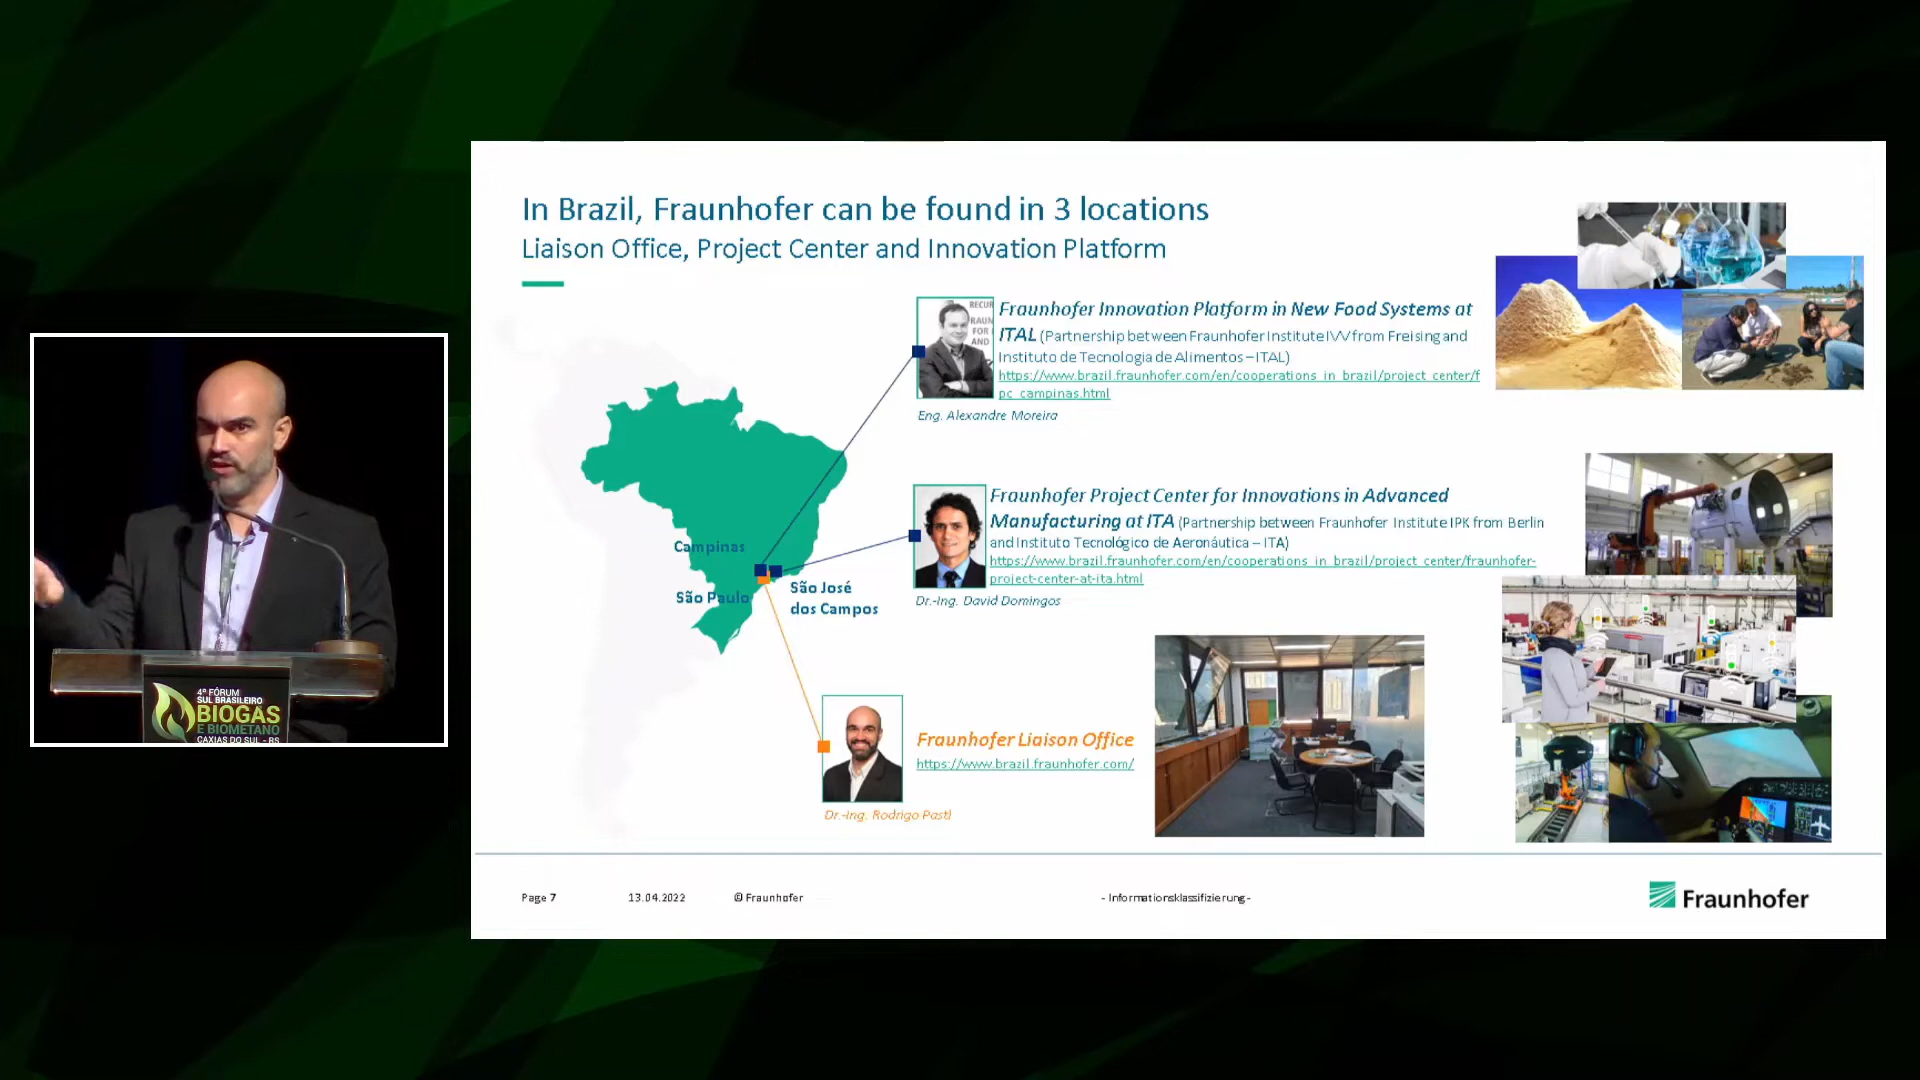 In Brazil, Fraunhofer can be found in 3 locations
Liaison Office, Project Center and Innovation Platform
RECUR
RAUN
FOR
AND
Fraunhofer Innovation Platform in New Food Systems at
ITAL (Partnership between Fraunhofer Institute IVV from Freising and
Instituto de Tecnologia de Alimentos – ITAL)
https://www.brazil.fraunhofer.com/en/cooperations_in_brazil/project_center/f
pc_campinas.html
Eng. Alexandre Moreira
Fraunhofer Project Center for Innovations in Advanced
Manufacturing at ITA (Partnership between Fraunhofer Institute IPK from Berlin
and Instituto Tecnológico de Aeronáutica – ITA)
https://www.brazil.fraunhofer.com/en/cooperations_in_brazil/project_center/fraunhofer-
project-center-at-ita.html
Dr.-Ing. David Domingos
Campinas
São Paulo
São José
dos Campos
Fraunhofer Liaison Office
https://www.brazil.fraunhofer.com/
Dr.-Ing. Rodrigo Pastl
4º FÓRUM
SUL BRASILEIRO
BIOGÁS
E BIOMETANO
CAXIAS DO SUL - RS
Page 7
13.04.2022
© Fraunhofer
- Informationsklassifizierung -
Fraunhofer